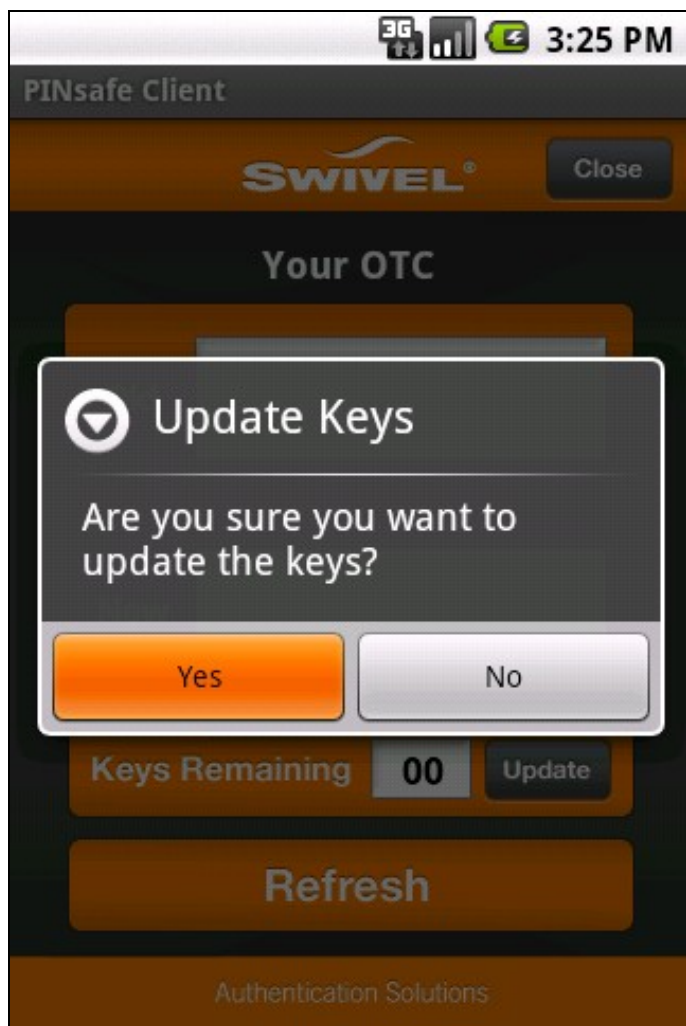 3G 3:25 PM
PINsafe Client
SWIVEL® Close
Your OTC
Update Keys
Are you sure you want to
update the keys?
Yes No
Keys Remaining 00 Update
Refresh
Authentication Solutions